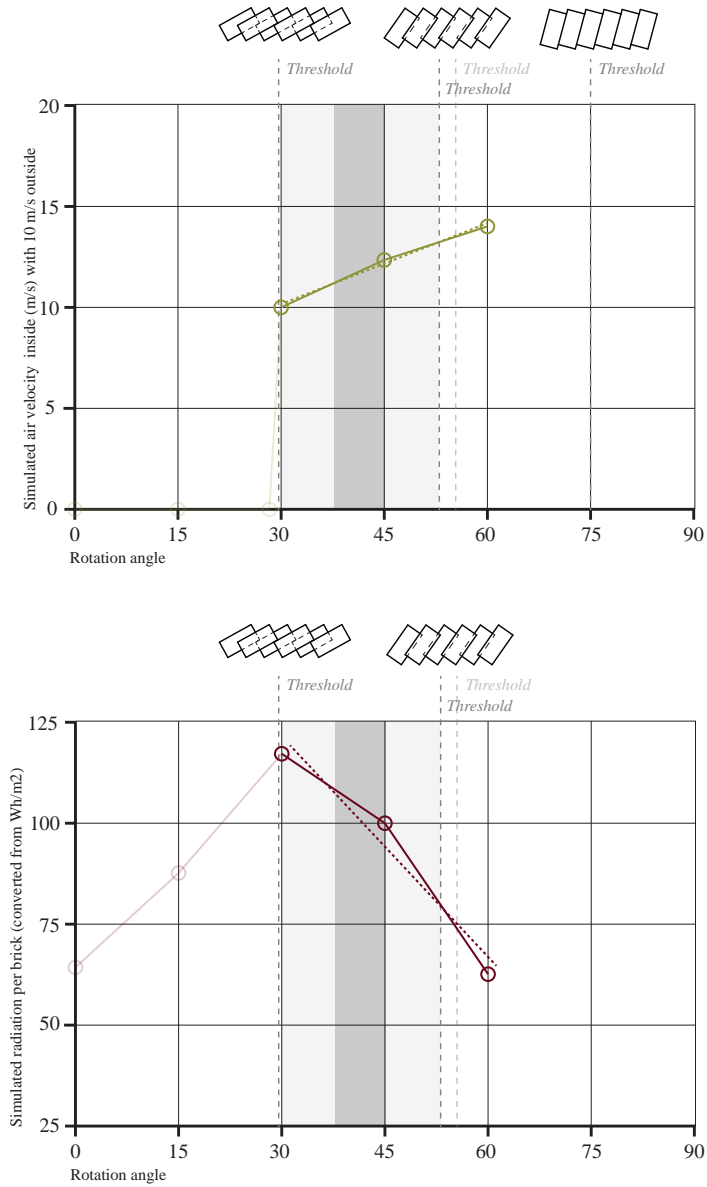 Threshold
Threshold
Threshold
Threshold
20
15
10
5
0
Simulated air velocity inside (m/s) with 10 m/s outside
0 15 30 45 60 75 90
Rotation angle
Threshold
Threshold
Threshold
125
100
75
50
25
Simulated radiation per brick (converted from Wh/m2)
0 15 30 45 60 75 90
Rotation angle